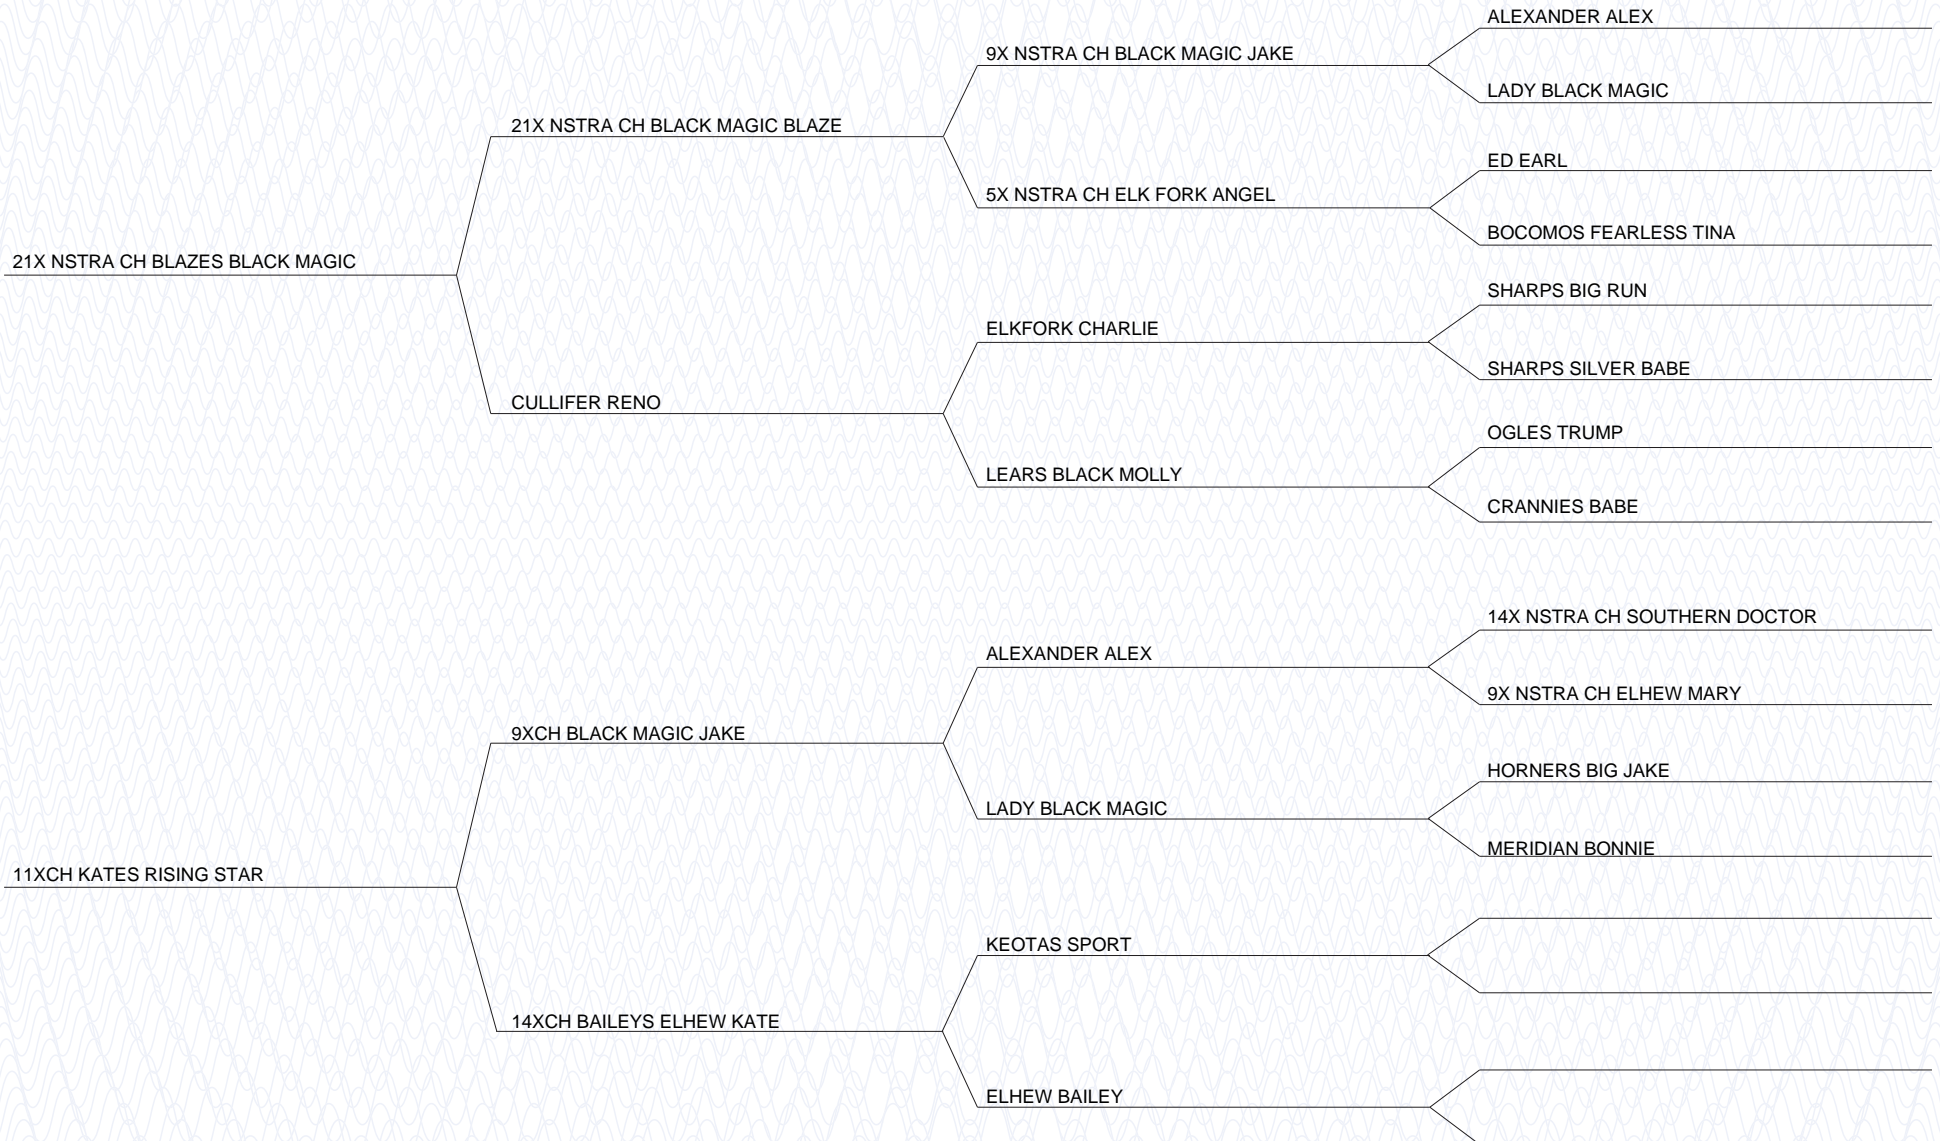 ALEXANDER ALEX
9X NSTRA CH BLACK MAGIC JAKE
LADY BLACK MAGIC
21X NSTRA CH BLACK MAGIC BLAZE
ED EARL
5X NSTRA CH ELK FORK ANGEL
BOCOMOS FEARLESS TINA
21X NSTRA CH BLAZES BLACK MAGIC
SHARPS BIG RUN
ELKFORK CHARLIE
SHARPS SILVER BABE
CULLIFER RENO
OGLES TRUMP
LEARS BLACK MOLLY
CRANNIES BABE
14X NSTRA CH SOUTHERN DOCTOR
ALEXANDER ALEX
9X NSTRA CH ELHEW MARY
9XCH BLACK MAGIC JAKE
HORNERS BIG JAKE
LADY BLACK MAGIC
MERIDIAN BONNIE
11XCH KATES RISING STAR
KEOTAS SPORT
14XCH BAILEYS ELHEW KATE
ELHEW BAILEY